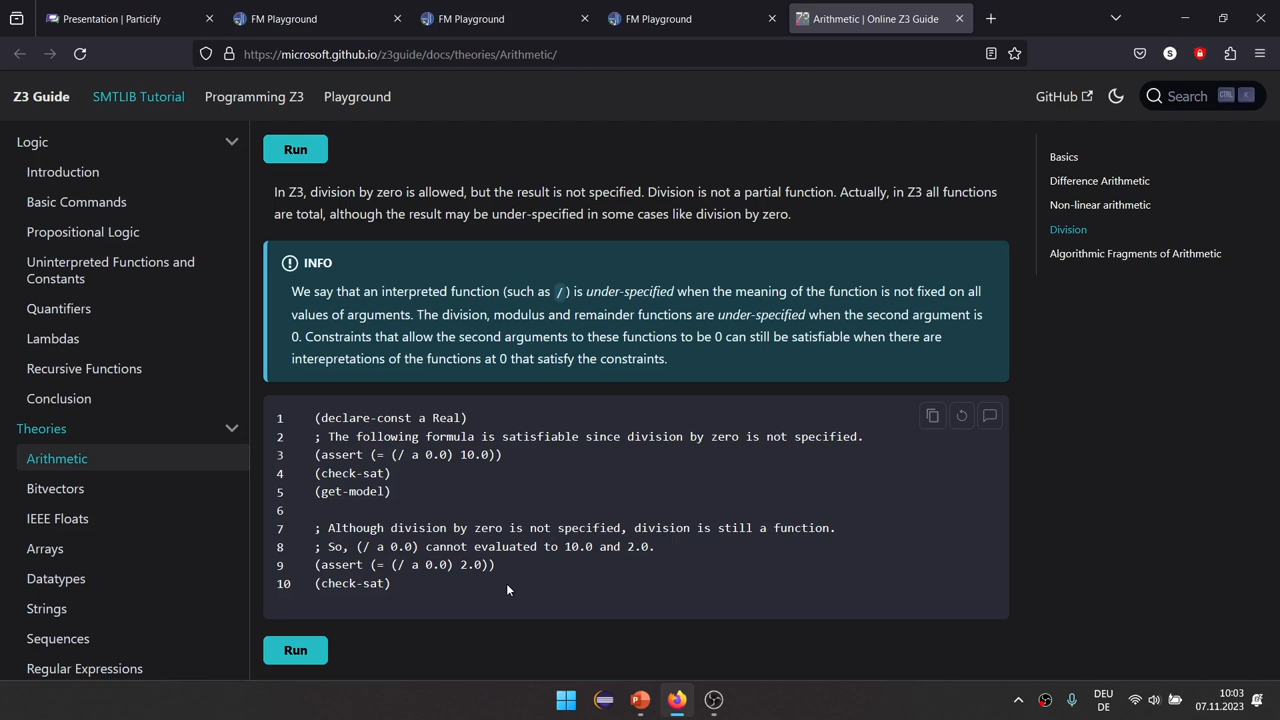 Presentation | Particify
FM Playground
FM Playground
FM Playground
Arithmetic | Online Z3 Guide
https://microsoft.github.io/z3guide/docs/theories/Arithmetic/
S
Z3 Guide
SMTLIB Tutorial
Programming Z3
Playground
GitHub
Search
CTRL
K
Logic
Introduction
Basic Commands
Propositional Logic
Uninterpreted Functions and
Constants
Quantifiers
Lambdas
Recursive Functions
Conclusion
Theories
Arithmetic
Bitvectors
IEEE Floats
Arrays
Datatypes
Strings
Sequences
Regular Expressions
Run
In Z3, division by zero is allowed, but the result is not specified. Division is not a partial function. Actually, in Z3 all functions
are total, although the result may be under-specified in some cases like division by zero.
INFO
We say that an interpreted function (such as / ) is under-specified when the meaning of the function is not fixed on all
values of arguments. The division, modulus and remainder functions are under-specified when the second argument is
0. Constraints that allow the second arguments to these functions to be 0 can still be satisfiable when there are
interepretations of the functions at 0 that satisfy the constraints.
1 (declare-const a Real)
2 ; The following formula is satisfiable since division by zero is not specified.
3 (assert (= (/ a 0.0) 10.0))
4 (check-sat)
5 (get-model)
6
7 ; Although division by zero is not specified, division is still a function.
8 ; So, (/ a 0.0) cannot evaluated to 10.0 and 2.0.
9 (assert (= (/ a 0.0) 2.0))
10 (check-sat)
Run
Basics
Difference Arithmetic
Non-linear arithmetic
Division
Algorithmic Fragments of Arithmetic
DEU
DE
10:03
07.11.2023